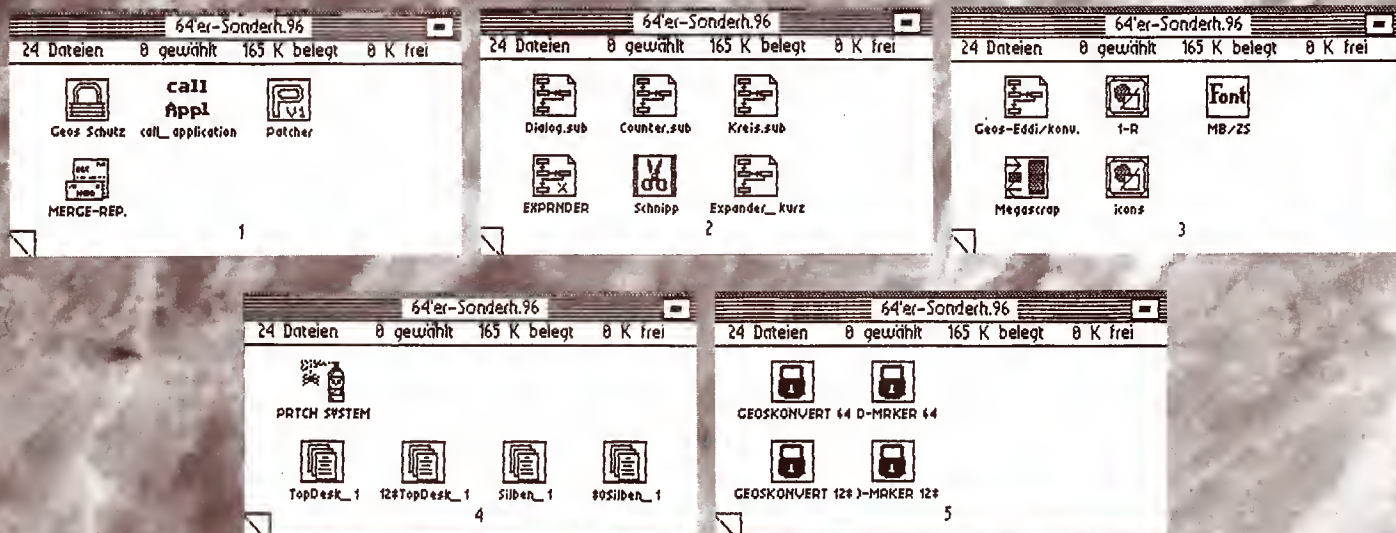 64'er-Sonderh.96
24 Dateien 0 gewählt 165 K belegt 0 K frei
Geos Schutz call_application Patcher
call
Appl
V1
MERGE-REP.
1
64'er-Sonderh.96
24 Dateien 0 gewählt 165 K belegt 0 K frei
Dialog.sub Counter.sub Kreis.sub
EXPANDER Schnipp Expander_kurz
2
64'er-Sonderh.96
24 Dateien 0 gewählt 165 K belegt 0 K frei
Font
Geos-Eddi/konv. 1-R MB/ZS
Megascrap icons
3
64'er-Sonderh.96
24 Dateien 0 gewählt 165 K belegt 0 K frei
PATCH SYSTEM
TopDesk_1 128TopDesk_1 Silben_1 80Silben_1
4
64'er-Sonderh.96
24 Dateien 0 gewählt 165 K belegt 0 K frei
GEOSKONVERT 64 D-MAKER 64
GEOSKONVERT 128 D-MAKER 128
5